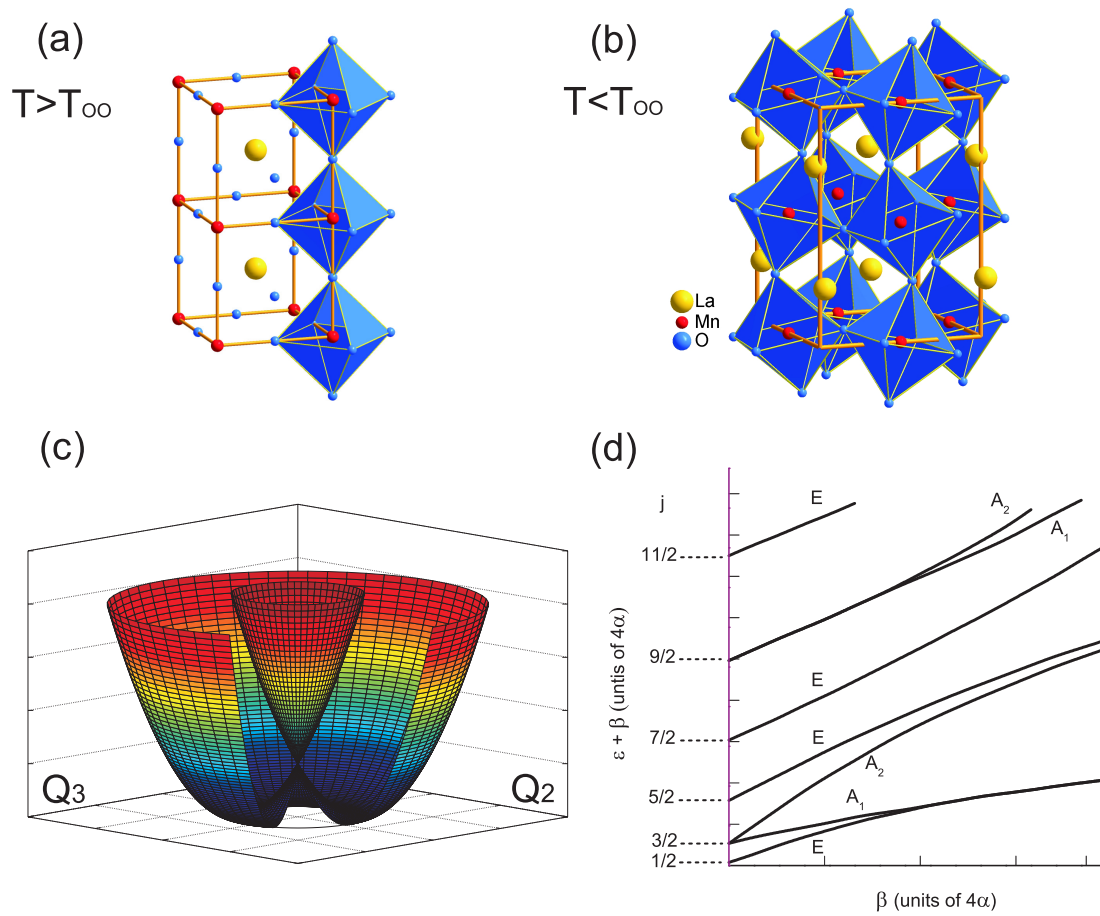 (a)
T>T_OO
(b)
T<T_OO
La
Mn
O
(c)
Q3
Q2
(d)
j
E
A2
A1
11/2
9/2
E
7/2
E
A2
5/2
A1
3/2
E
1/2
ε + β (units of 4α)
β (units of 4α)